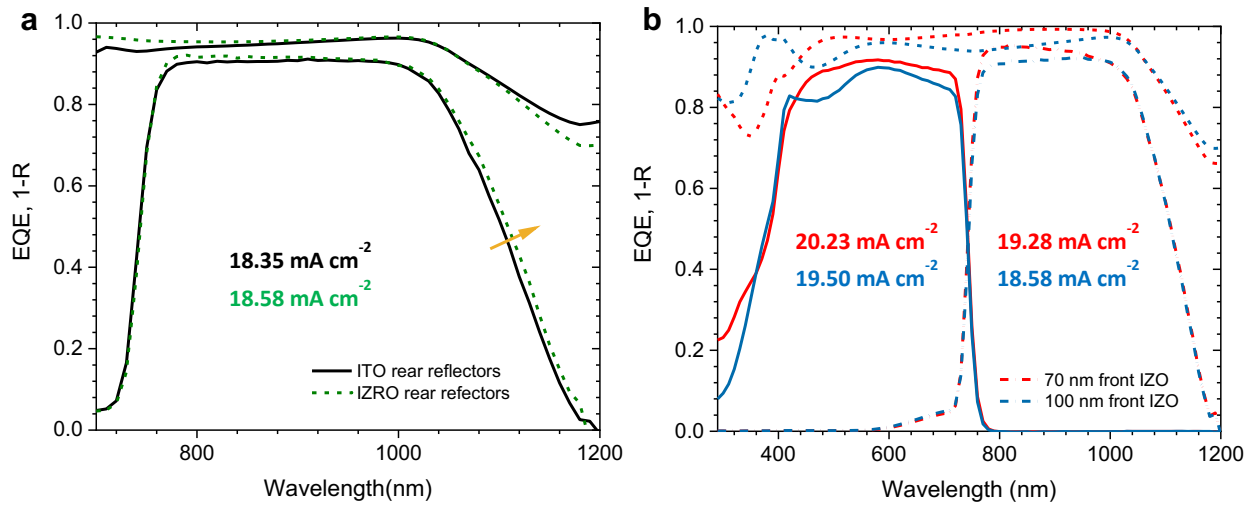 a
EQE, 1-R
1.0
0.8
0.6
0.4
0.2
0.0
18.35 mA cm-2
18.58 mA cm-2
ITO rear reflectors
IZRO rear refectors
800
1000
1200
Wavelength(nm)
b
EQE, 1-R
1.0
0.8
0.6
0.4
0.2
0.0
20.23 mA cm-2
19.50 mA cm-2
19.28 mA cm-2
18.58 mA cm-2
70 nm front IZO
100 nm front IZO
400
600
800
1000
1200
Wavelength (nm)